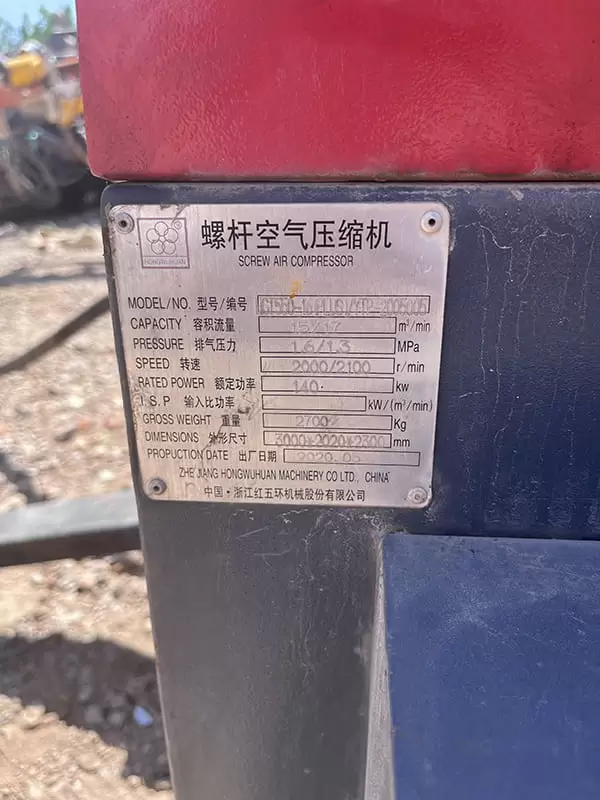 HONGWUHUAN
螺杆空气压缩机
SCREW AIR COMPRESSOR
MODEL/NO. 型号/编号
CAPACITY 容积流量 15/17 m³/min
PRESSURE 排气压力 1.6/1.3 MPa
SPEED 转速 2000/2100 r/min
RATED POWER 额定功率 140. kw
I.S.P 输入比功率 kW/(m³/min)
GROSS WEIGHT 重量 2700 Kg
DIMENSIONS 外形尺寸 3000*2020*2300 mm
PROPUCTION DATE 出厂日期 2020.05
ZHE JIANG HONGWUHUAN MACHINERY CO LTD., CHINA
中国·浙江红五环机械股份有限公司